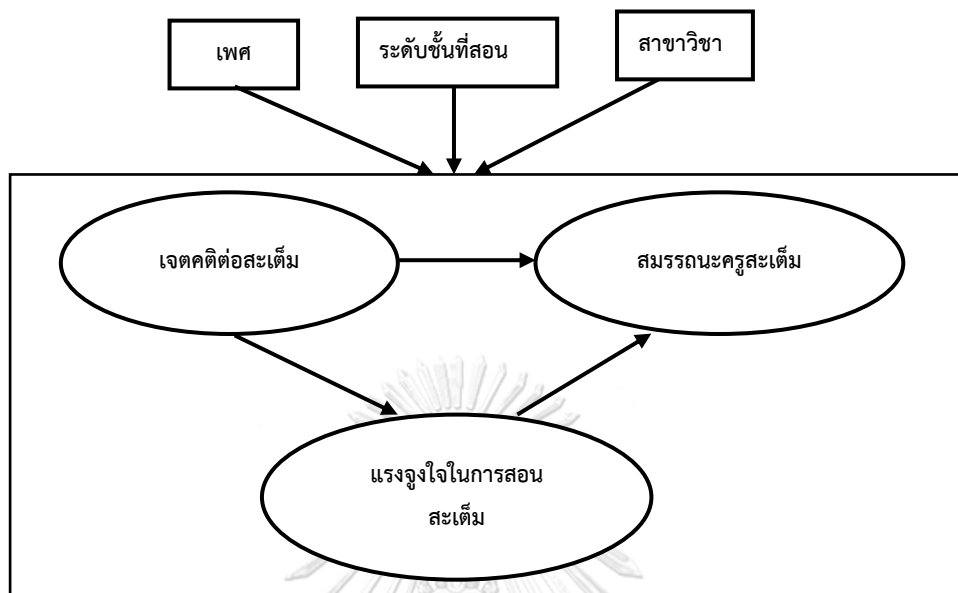 เพศ
ระดับชั้นที่สอน
สาขาวิชา
เจตคติต่อสะเต็ม
สมรรถนะครูสะเต็ม
แรงจูงใจในการสอน
สะเต็ม